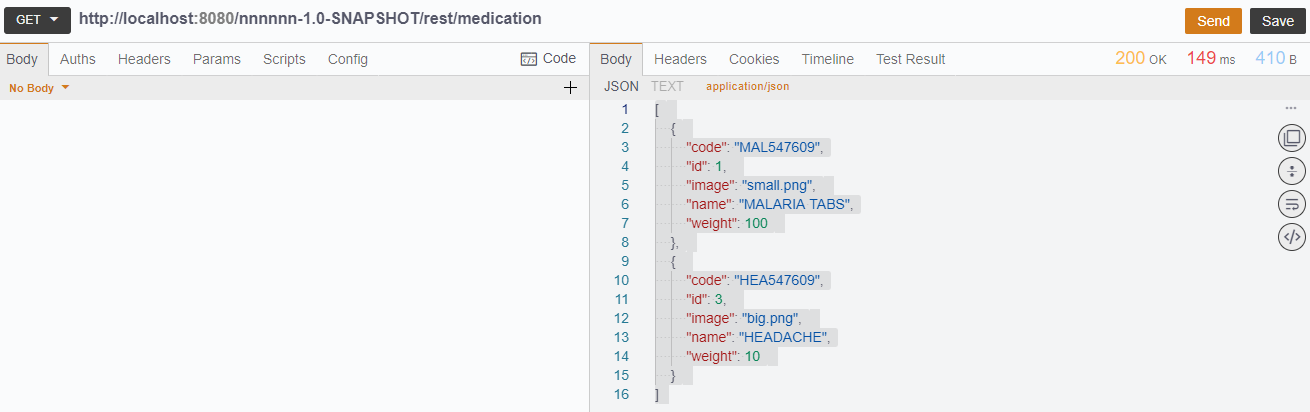 GET http://localhost:8080/nnnnnn-1.0-SNAPSHOT/rest/medication Send Save
Body Auths Headers Params Scripts Config Code
No Body
Body Headers Cookies Timeline Test Result 200 OK 149 ms 410 B
JSON TEXT application/json
1 [
2 {
3 "code": "MAL547609",
4 "id": 1,
5 "image": "small.png",
6 "name": "MALARIA TABS",
7 "weight": 100
8 },
9 {
10 "code": "HEA547609",
11 "id": 3,
12 "image": "big.png",
13 "name": "HEADACHE",
14 "weight": 10
15 }
16 ]